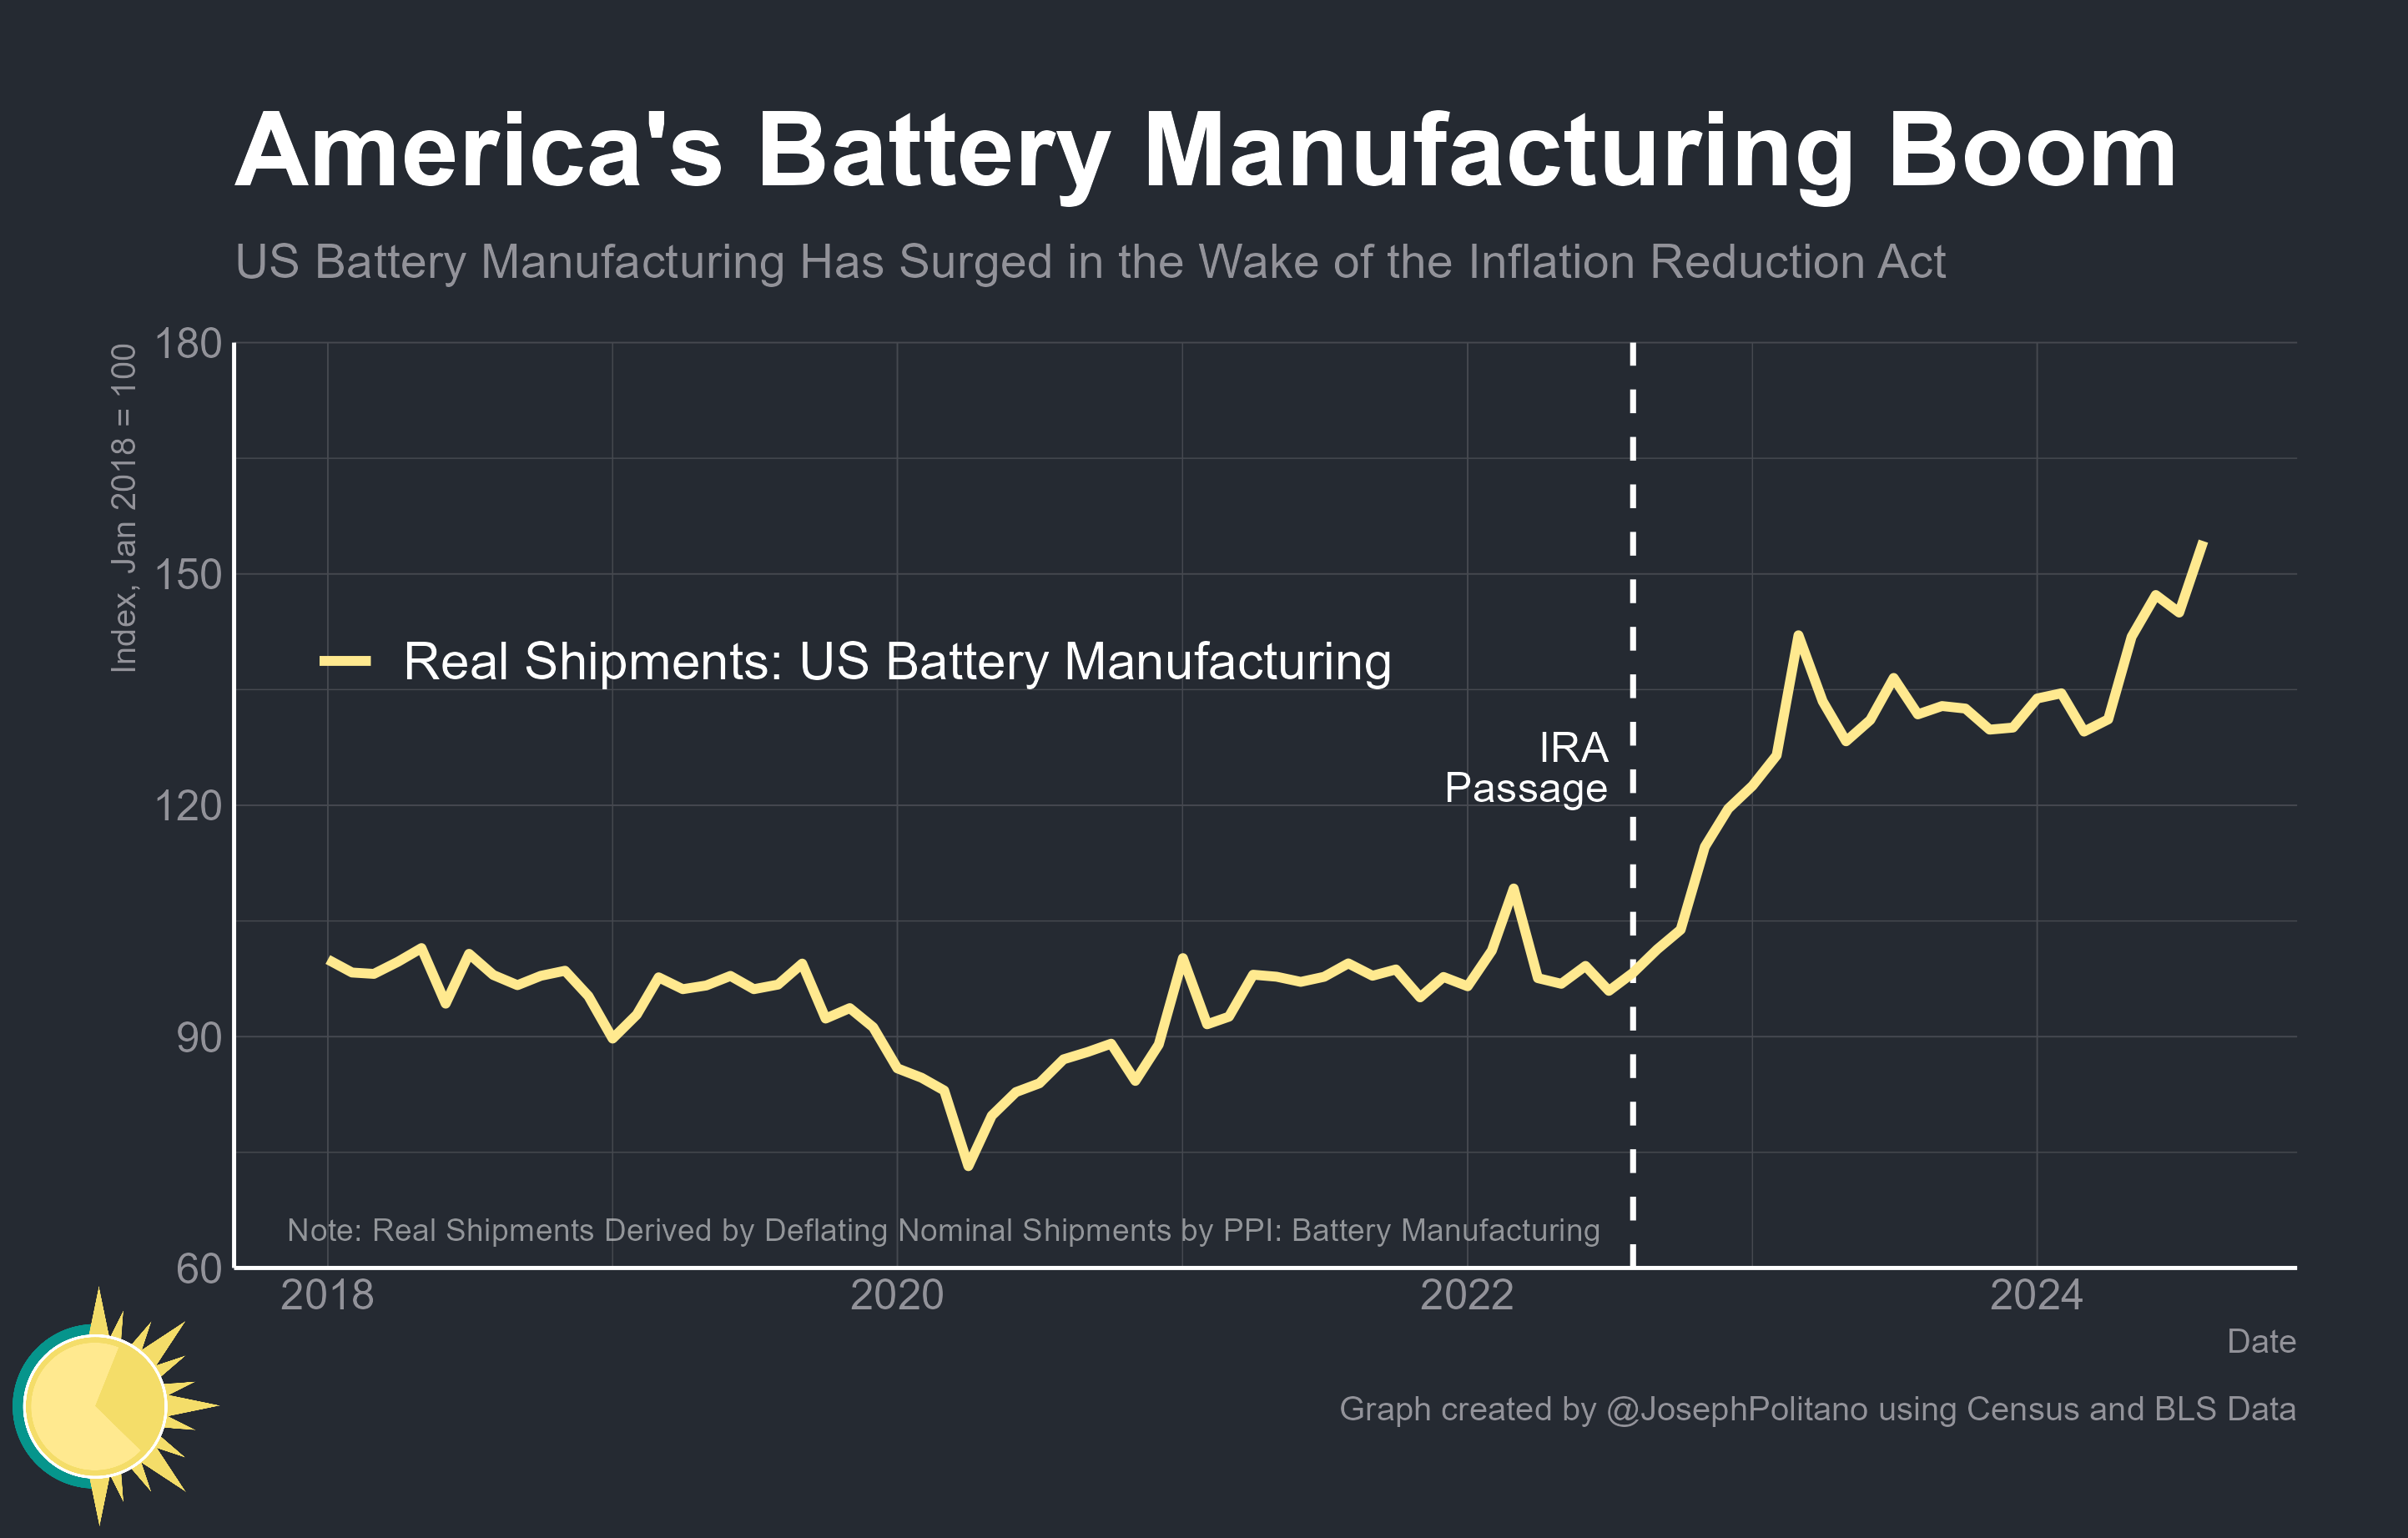 America's Battery Manufacturing Boom
US Battery Manufacturing Has Surged in the Wake of the Inflation Reduction Act
Index, Jan 2018 = 100
180
150
120
90
60
Real Shipments: US Battery Manufacturing
IRA
Passage
Note: Real Shipments Derived by Deflating Nominal Shipments by PPI: Battery Manufacturing
2018 2020 2022 2024
Date
Graph created by @JosephPolitano using Census and BLS Data